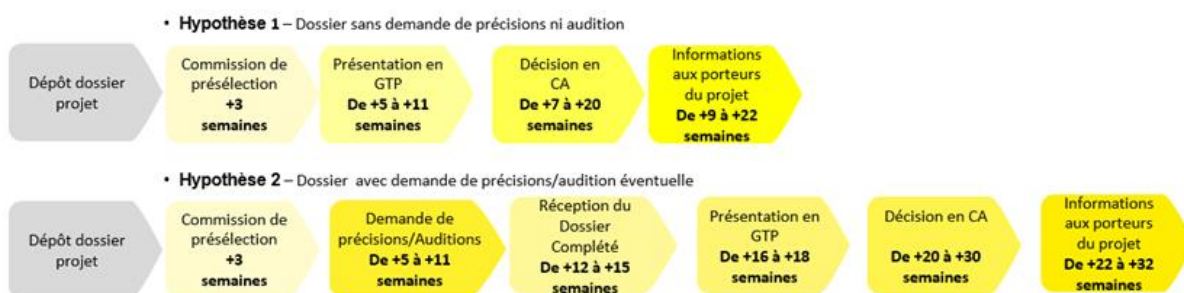 • Hypothèse 1 – Dossier sans demande de précisions ni audition
Dépôt dossier
projet
Commission de
présélection
+3
semaines
Présentation en
GTP
De +5 à +11
semaines
Décision en
CA
De +7 à +20
semaines
Informations
aux porteurs
du projet
De +9 à +22
semaines
• Hypothèse 2 – Dossier avec demande de précisions/audition éventuelle
Dépôt dossier
projet
Commission de
présélection
+3
semaines
Demande de
précisions/Auditions
De +5 à +11
semaines
Réception du
Dossier
Complété
De +12 à +15
semaines
Présentation en
GTP
De +16 à +18
semaines
Décision en CA
De +20 à +30
semaines
Informations
aux porteurs
du projet
De +22 à +32
semaines